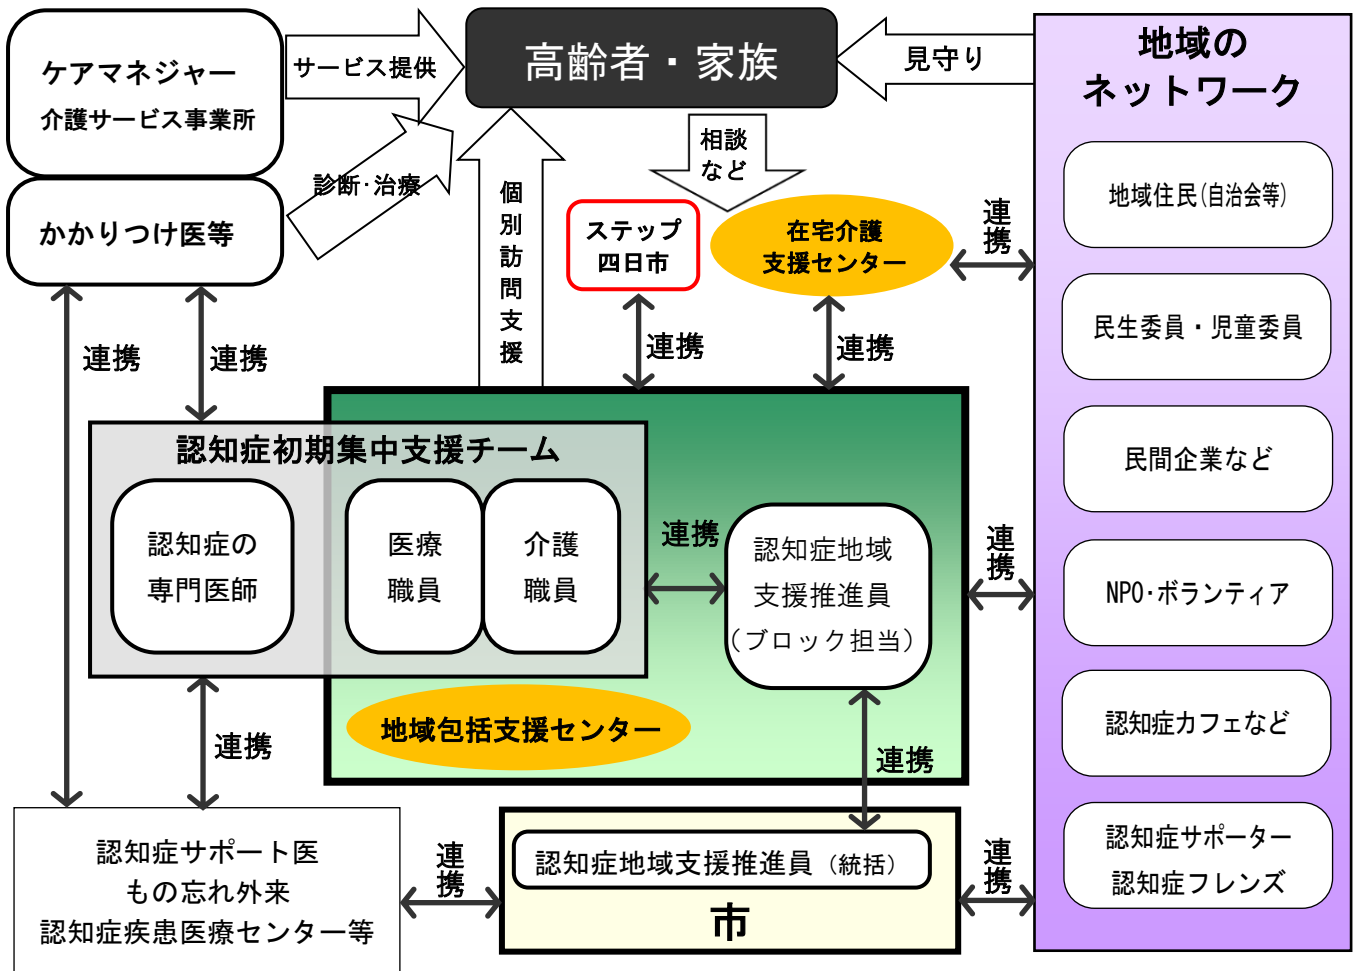 ケアマネジャー
介護サービス事業所
かかりつけ医等
サービス提供
診断・治療
高齢者・家族
見守り
相談
など
個別訪問支援
ステップ
四日市
在宅介護
支援センター
連携
連携
連携
連携
連携
地域の
ネットワーク
地域住民(自治会等)
民生委員・児童委員
民間企業など
NPO・ボランティア
認知症カフェなど
認知症サポーター
認知症フレンズ
認知症初期集中支援チーム
認知症の
専門医師
医療
職員
介護
職員
連携
認知症地域
支援推進員
(ブロック担当)
連携
地域包括支援センター
連携
連携
認知症サポート医
もの忘れ外来
認知症疾患医療センター等
連携
認知症地域支援推進員(統括)
市
連携